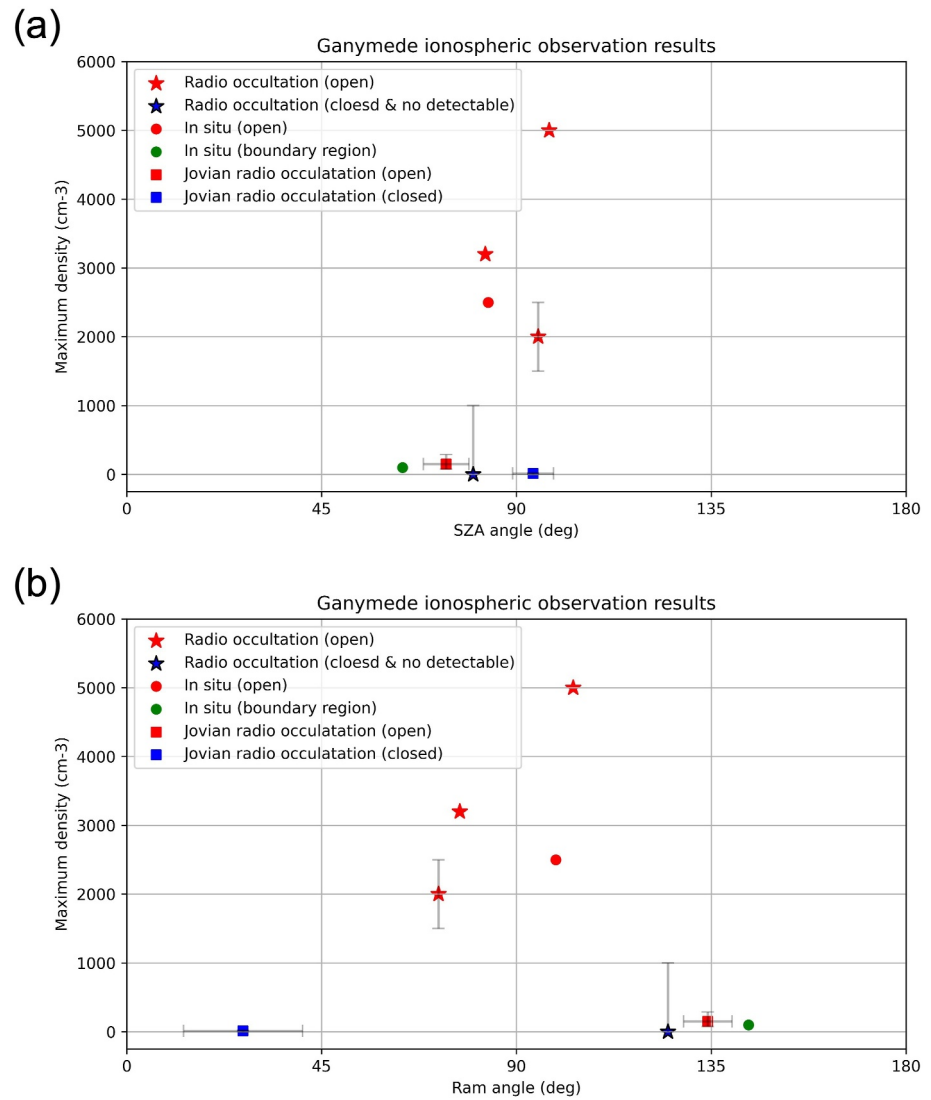 (a)
Ganymede ionospheric observation results
6000
5000
4000
3000
2000
1000
0
Maximum density (cm-3)
Radio occultation (open)
Radio occultation (cloesd & no detectable)
In situ (open)
In situ (boundary region)
Jovian radio occulatation (open)
Jovian radio occulatation (closed)
0 45 90 135 180
SZA angle (deg)
(b)
Ganymede ionospheric observation results
6000
5000
4000
3000
2000
1000
0
Maximum density (cm-3)
Radio occultation (open)
Radio occultation (cloesd & no detectable)
In situ (open)
In situ (boundary region)
Jovian radio occulatation (open)
Jovian radio occulatation (closed)
0 45 90 135 180
Ram angle (deg)